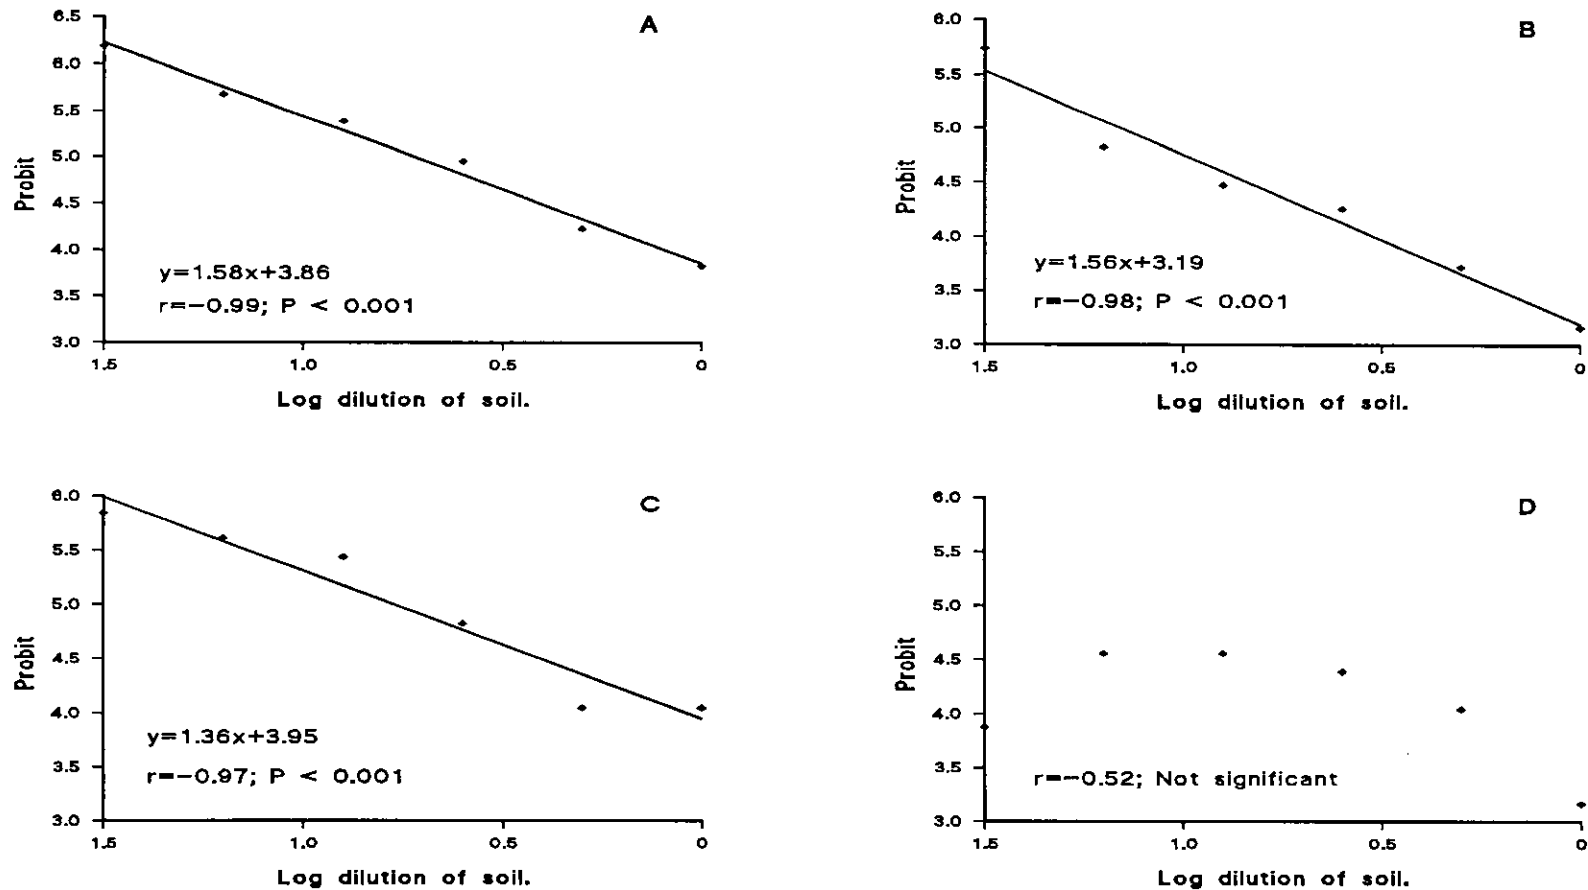 A
Probit
6.5
6.0
5.5
5.0
4.5
4.0
3.5
3.0
y=1.58x+3.86
r=-0.99; P < 0.001
1.5 1.0 0.5 0
Log dilution of soil.
B
Probit
6.0
5.5
5.0
4.5
4.0
3.5
3.0
y=1.56x+3.19
r=-0.98; P < 0.001
1.5 1.0 0.5 0
Log dilution of soil.
C
Probit
6.0
5.5
5.0
4.5
4.0
3.5
3.0
y=1.36x+3.95
r=-0.97; P < 0.001
1.5 1.0 0.5 0
Log dilution of soil.
D
Probit
6.0
5.5
5.0
4.5
4.0
3.5
3.0
r=-0.52; Not significant
1.5 1.0 0.5 0
Log dilution of soil.